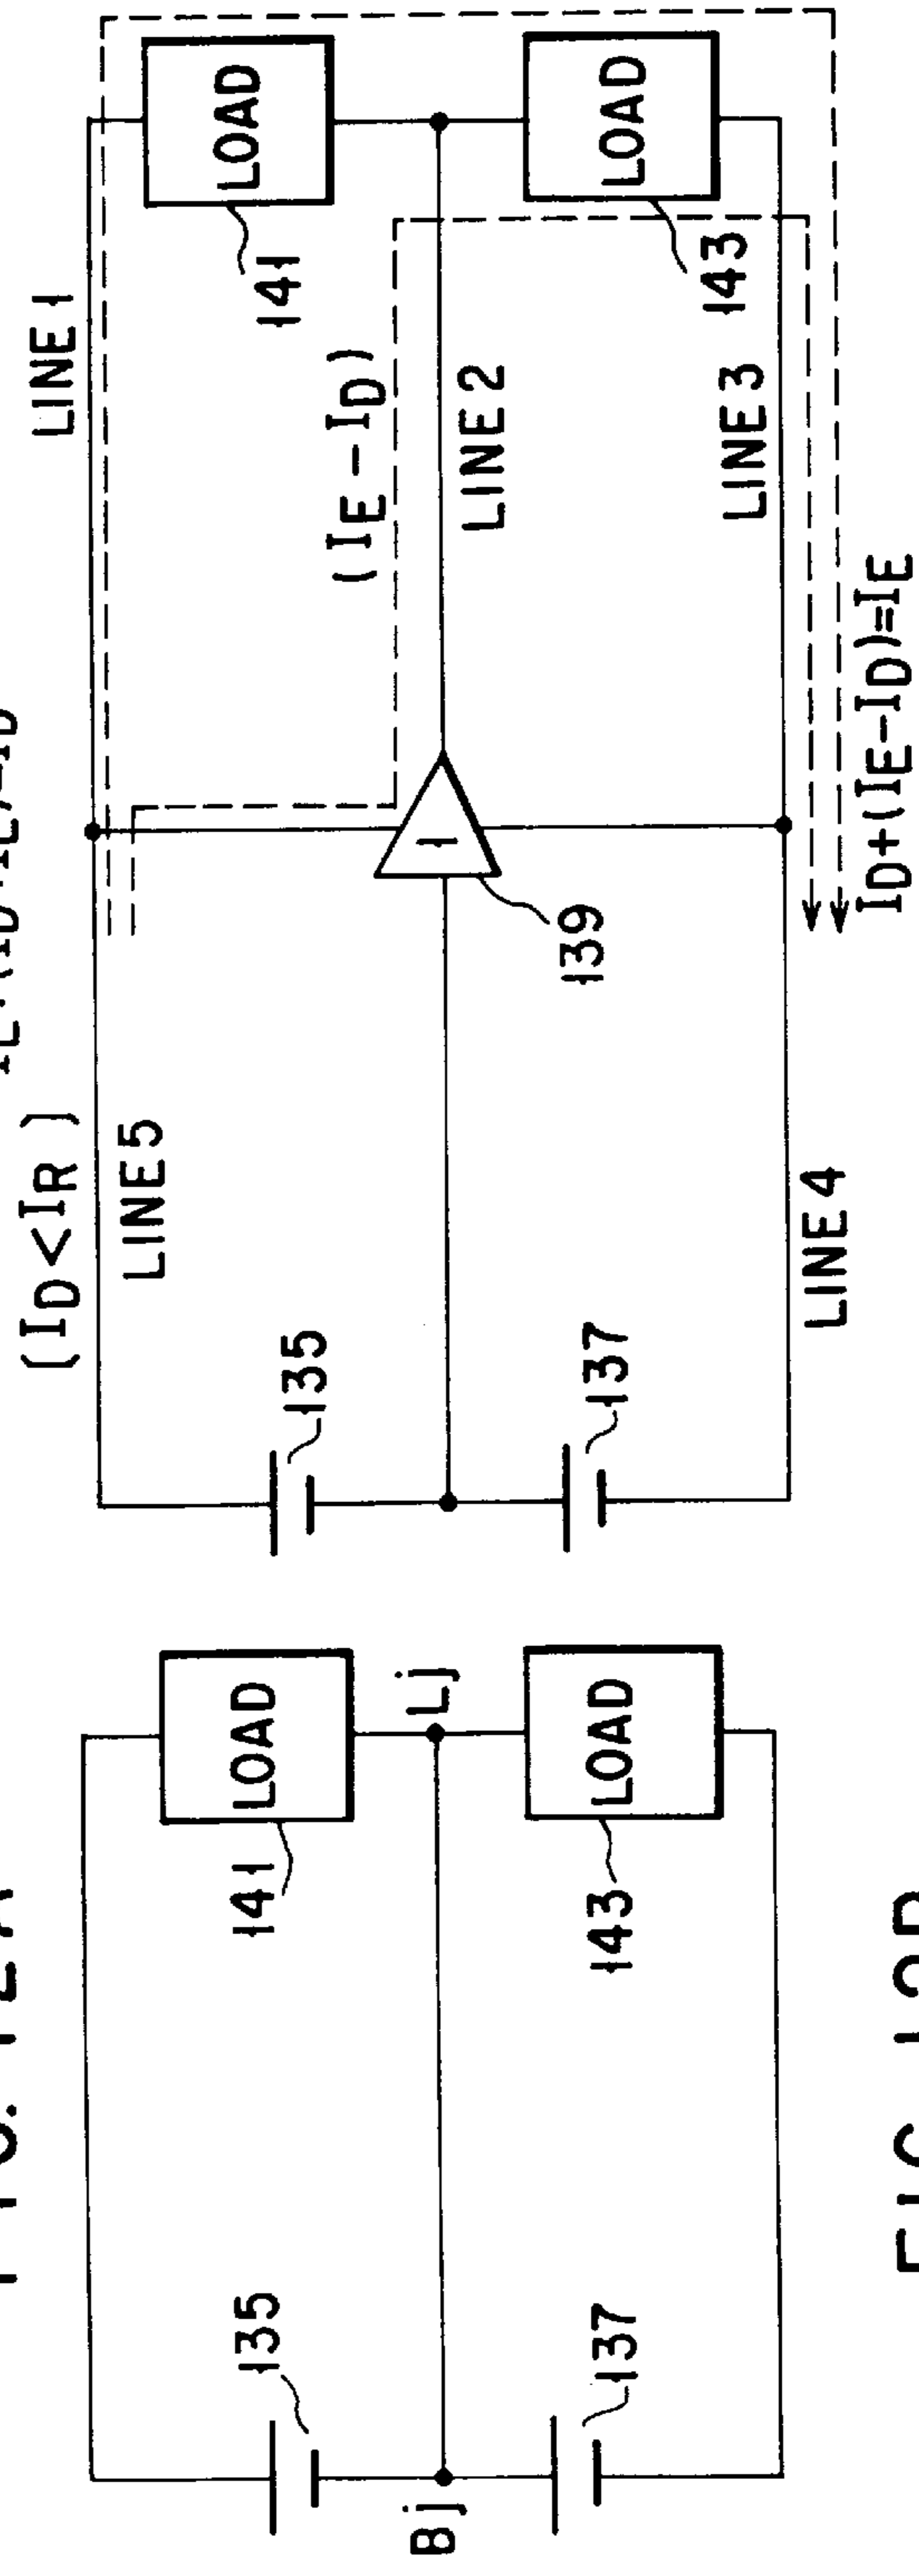 LOAD
141
LOAD
143
135
137
Bj
Lj
(ID<IR)
LINE 5
LINE 1
135
137
139
(IE-ID)
LINE 2
LINE 3
LINE 4
141
LOAD
143
LOAD
ID+(IE-ID)=IE